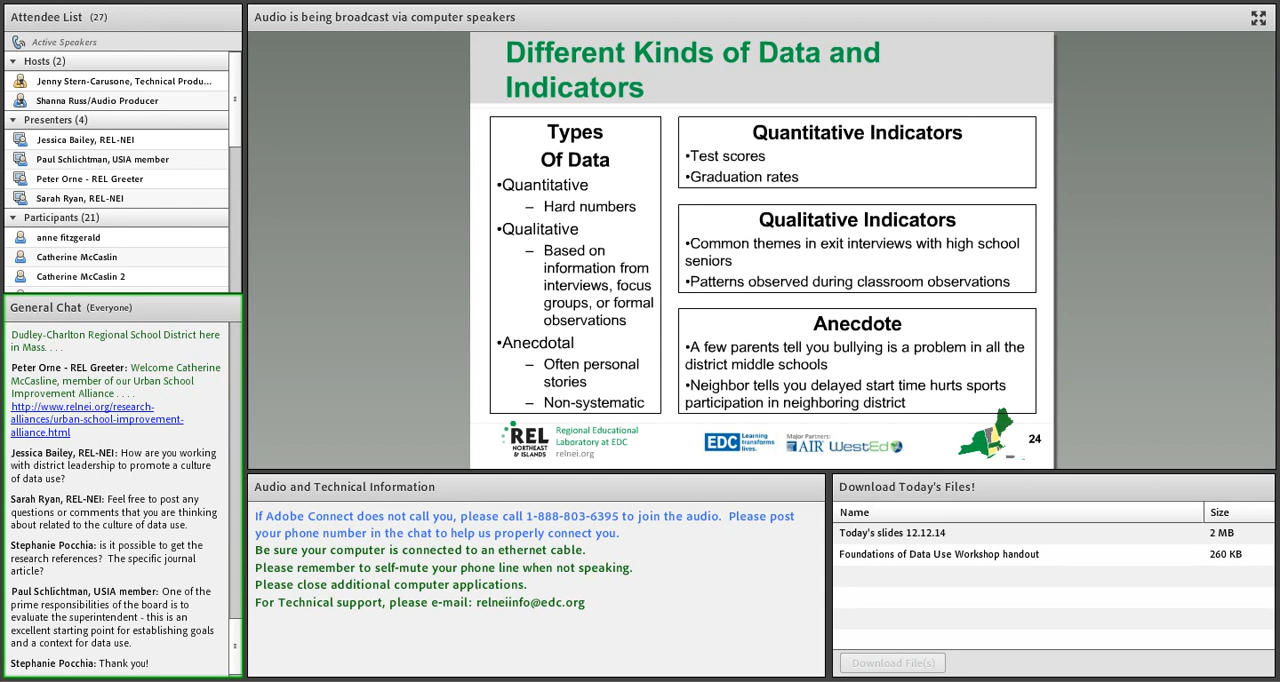 Attendee List (27)
Active Speakers
Hosts (2)
Jenny Stern-Carusone, Technical Produ...
Shanna Russ/Audio Producer
Presenters (4)
Jessica Bailey, REL-NEI
Paul Schlichtman, USIA member
Peter Orne - REL Greeter
Sarah Ryan, REL-NEI
Participants (21)
anne fitzgerald
Catherine McCaslin
Catherine McCaslin 2
General Chat (Everyone)
Dudley-Charlton Regional School District here
in Mass. . . .
Peter Orne - REL Greeter: Welcome Catherine
McCasline, member of our Urban School
Improvement Alliance . . . .
http://www.relnei.org/research-
alliances/urban-school-improvement-
alliance.html
Jessica Bailey, REL-NEI: How are you working
with district leadership to promote a culture
of data use?
Sarah Ryan, REL-NEI: Feel free to post any
questions or comments that you are thinking
about related to the culture of data use.
Stephanie Pocchia: is it possible to get the
research references? The specific journal
article?
Paul Schlichtman, USIA member: One of the
prime responsibilities of the board is to
evaluate the superintendent - this is an
excellent starting point for establishing goals
and a context for data use.
Stephanie Pocchia: Thank you!
Audio is being broadcast via computer speakers
Different Kinds of Data and
Indicators
Types
Of Data
•Quantitative
– Hard numbers
•Qualitative
– Based on
information from
interviews, focus
groups, or formal
observations
•Anecdotal
– Often personal
stories
– Non-systematic
Quantitative Indicators
•Test scores
•Graduation rates
Qualitative Indicators
•Common themes in exit interviews with high school
seniors
•Patterns observed during classroom observations
Anecdote
•A few parents tell you bullying is a problem in all the
district middle schools
•Neighbor tells you delayed start time hurts sports
participation in neighboring district
REL
NORTHEAST
& ISLANDS
Regional Educational
Laboratory at EDC
relnei.org
EDC Learning
transforms
lives.
Major Partners:
AIR WestEd
24
Audio and Technical Information
If Adobe Connect does not call you, please call 1-888-803-6395 to join the audio. Please post
your phone number in the chat to help us properly connect you.
Be sure your computer is connected to an ethernet cable.
Please remember to self-mute your phone line when not speaking.
Please close additional computer applications.
For Technical support, please e-mail: relneiinfo@edc.org
Download Today's Files!
Name Size
Today's slides 12.12.14 2 MB
Foundations of Data Use Workshop handout 260 KB
Download File(s)